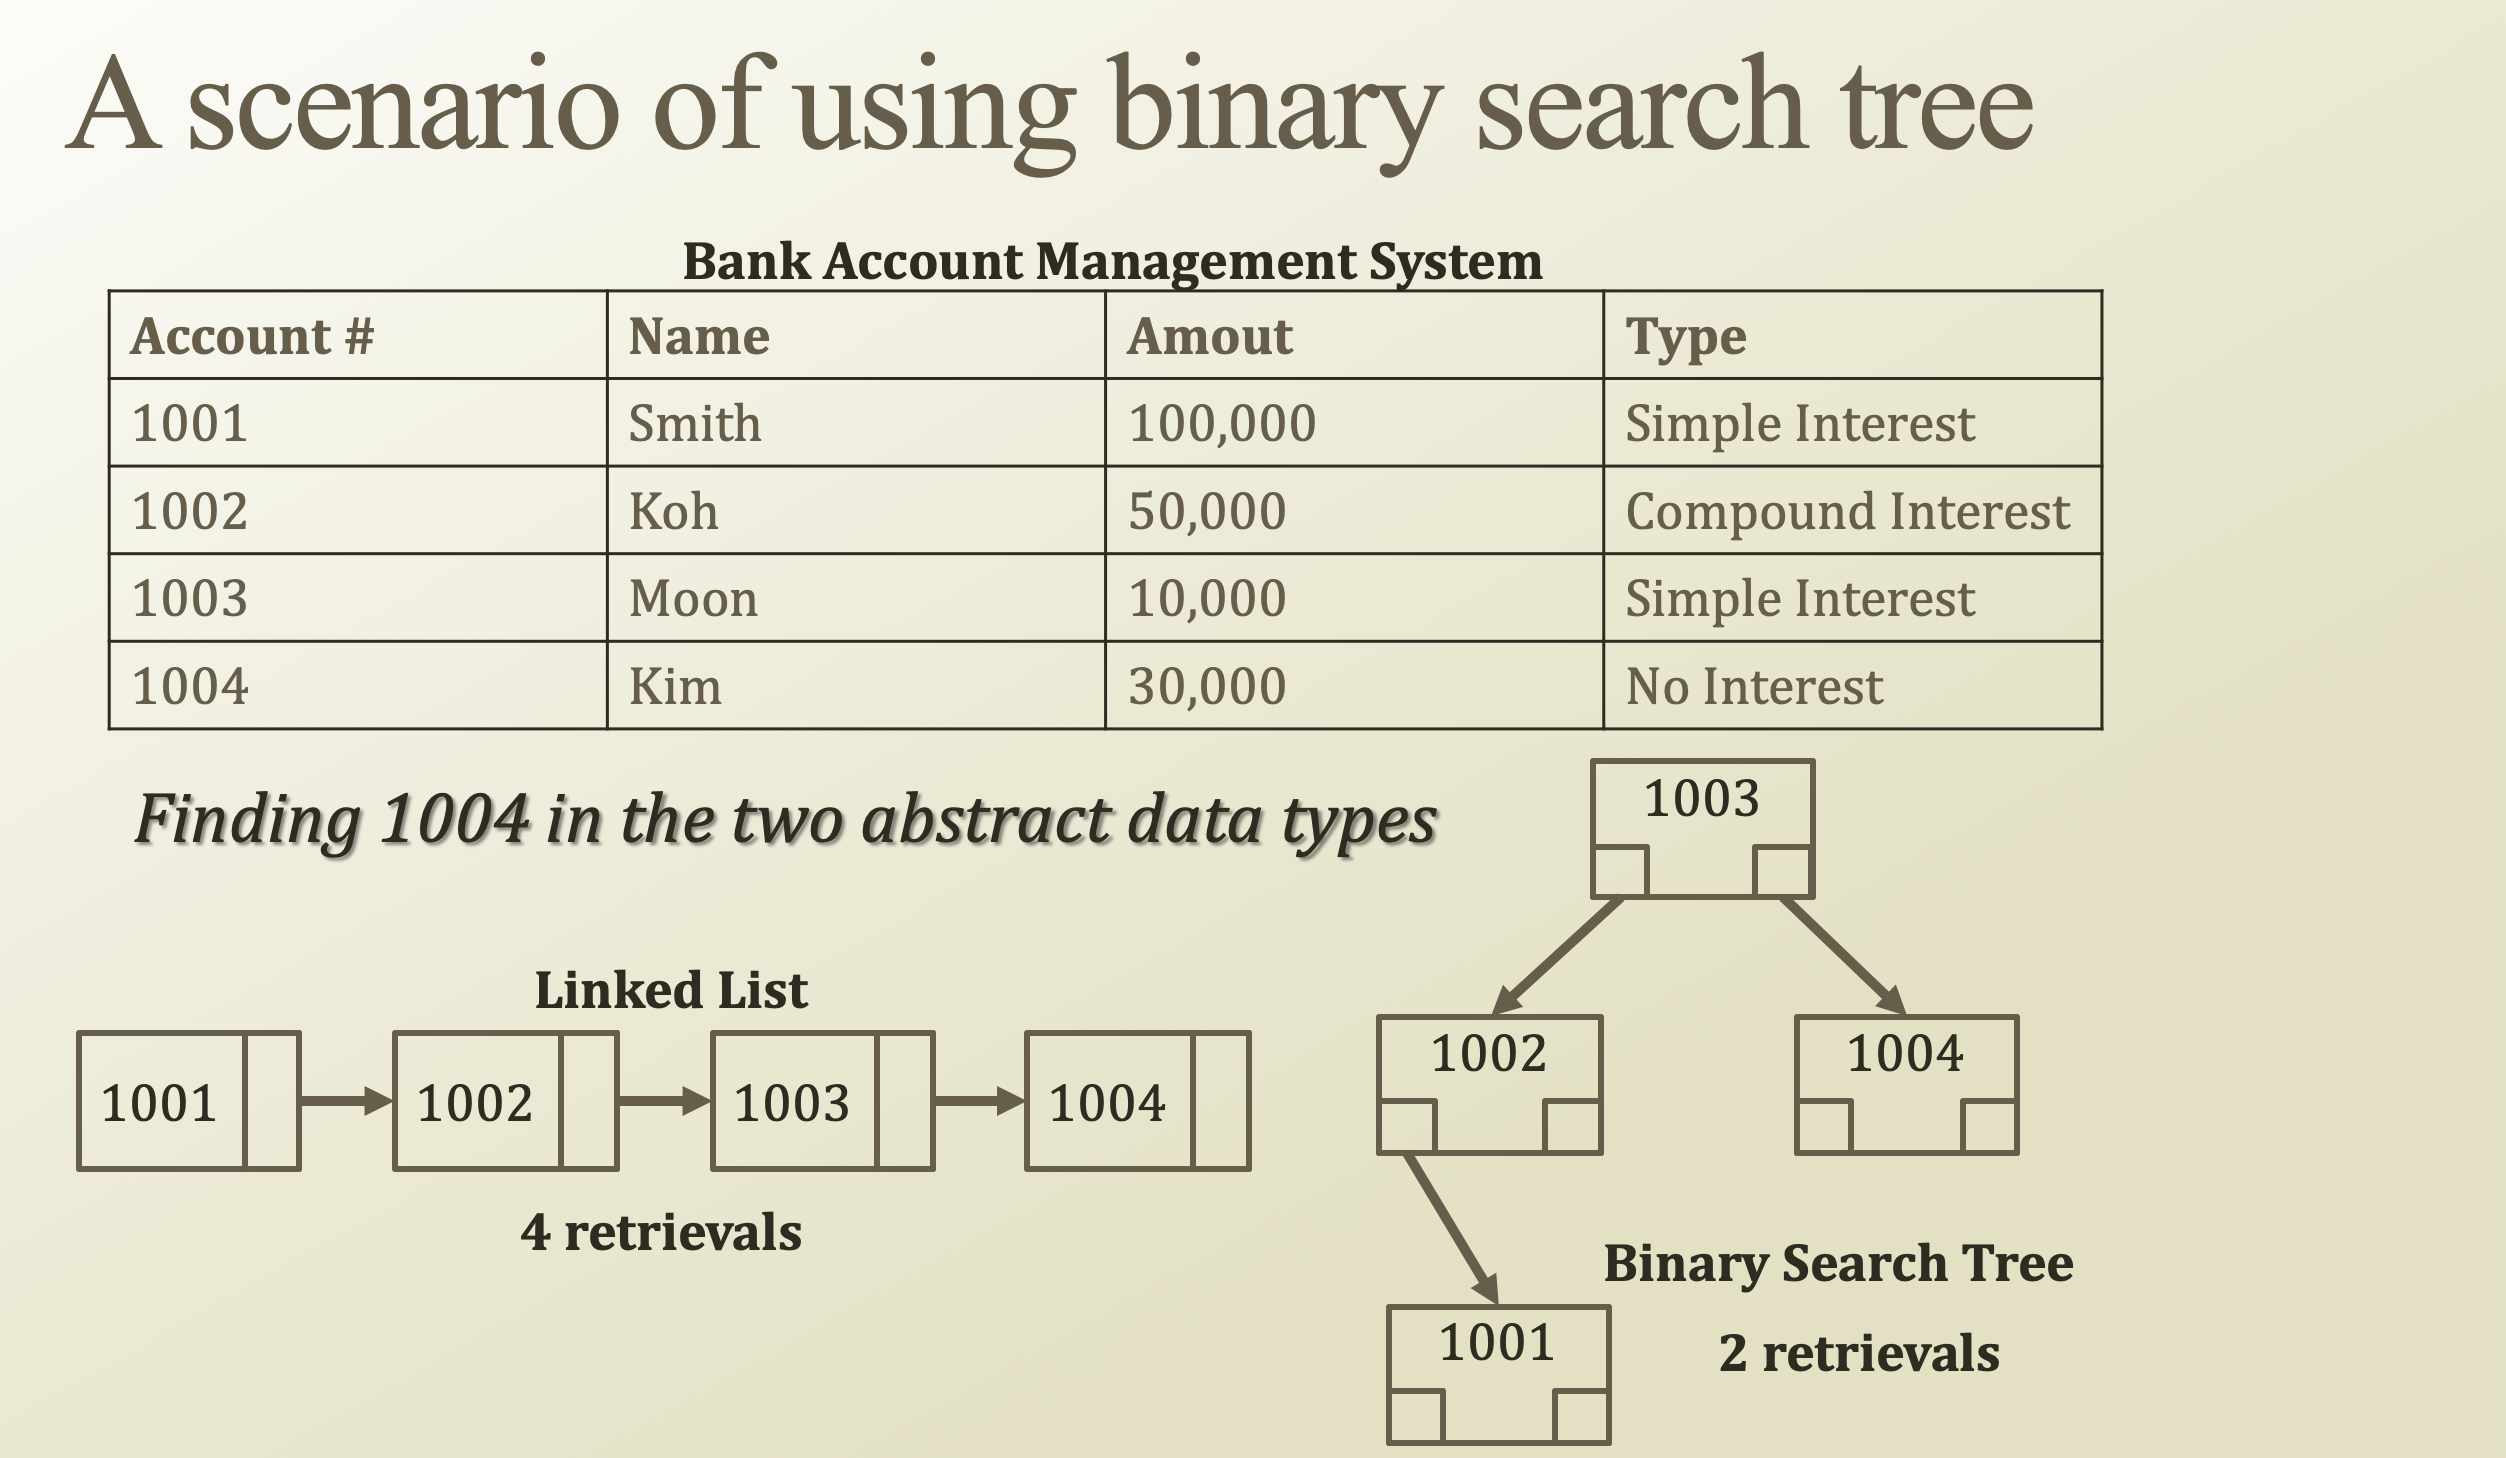 A scenario of using binary search tree
Bank Account Management System
Account # Name Amout Type
1001 Smith 100,000 Simple Interest
1002 Koh 50,000 Compound Interest
1003 Moon 10,000 Simple Interest
1004 Kim 30,000 No Interest
Finding 1004 in the two abstract data types
Linked List
1001 1002 1003 1004
4 retrievals
1003
1002 1004
1001
Binary Search Tree
2 retrievals